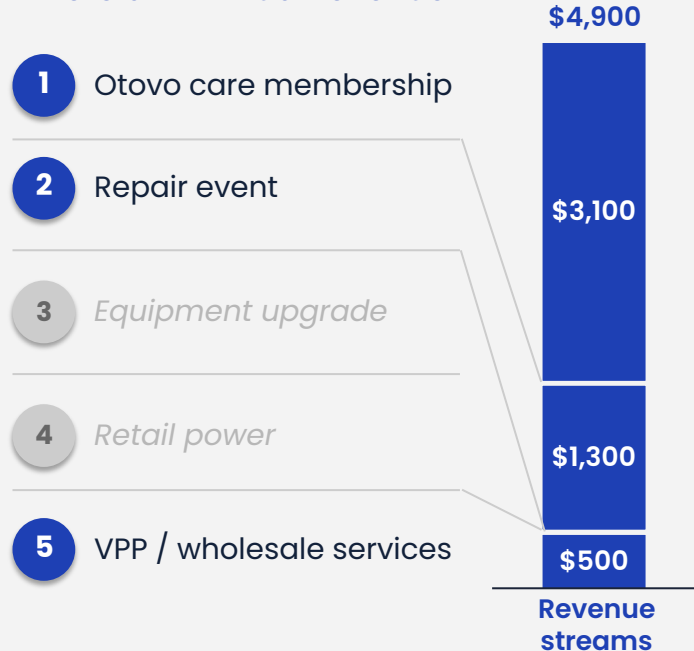 $4,900
1 Otovo care membership
$3,100
2 Repair event
3 Equipment upgrade
4 Retail power
$1,300
5 VPP / wholesale services
$500
Revenue
streams